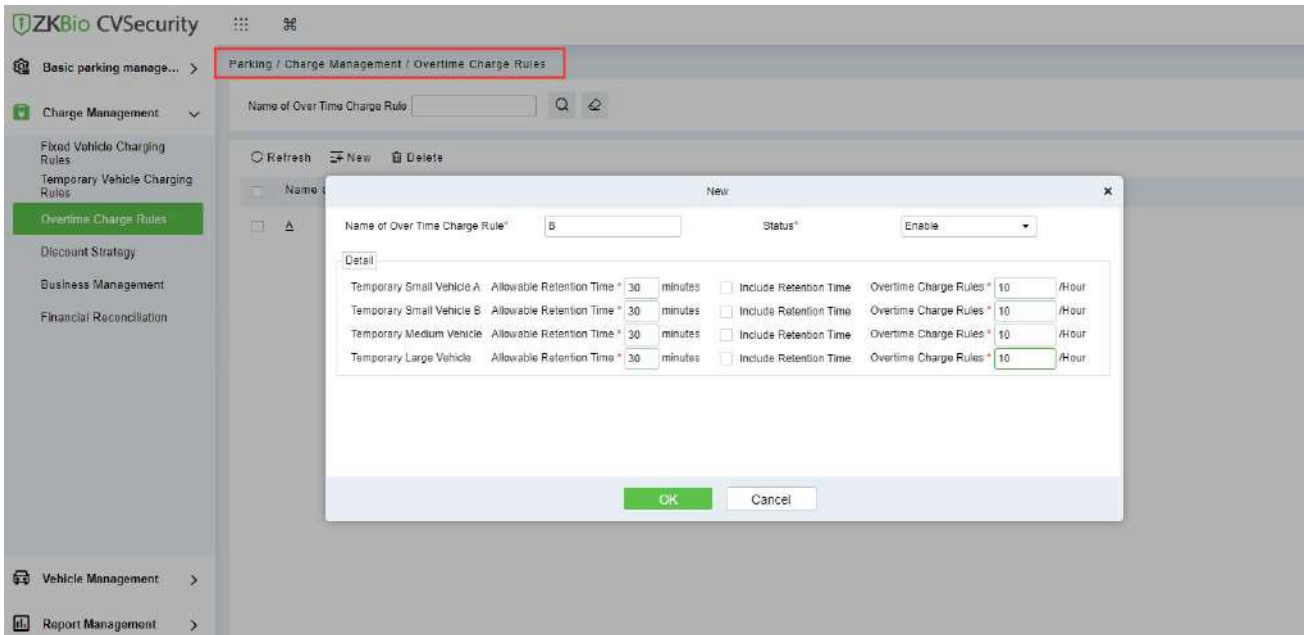 ZKBio CVSecurity
Basic parking manage...
Charge Management
Fixed Vehicle Charging
Rules
Temporary Vehicle Charging
Rules
Overtime Charge Rules
Discount Strategy
Business Management
Financial Reconciliation
Vehicle Management
Report Management
Parking / Charge Management / Overtime Charge Rules
Name of Over Time Charge Rule
Refresh New Delete
Name
A
New
Name of Over Time Charge Rule* B Status* Enable
Detail
Temporary Small Vehicle A Allowable Retention Time * 30 minutes Include Retention Time Overtime Charge Rules * 10 /Hour
Temporary Small Vehicle B Allowable Retention Time * 30 minutes Include Retention Time Overtime Charge Rules * 10 /Hour
Temporary Medium Vehicle Allowable Retention Time * 30 minutes Include Retention Time Overtime Charge Rules * 10 /Hour
Temporary Large Vehicle Allowable Retention Time * 30 minutes Include Retention Time Overtime Charge Rules * 10 /Hour
OK Cancel